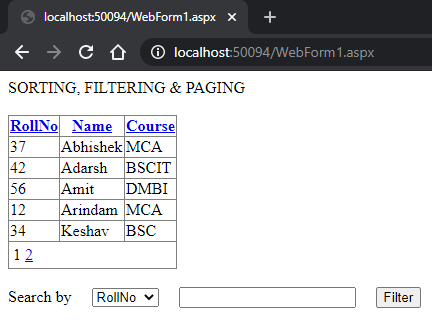 localhost:50094/WebForm1.aspx
localhost:50094/WebForm1.aspx
SORTING, FILTERING & PAGING
RollNo Name Course
37 Abhishek MCA
42 Adarsh BSCIT
56 Amit DMBI
12 Arindam MCA
34 Keshav BSC
1 2
Search by RollNo Filter